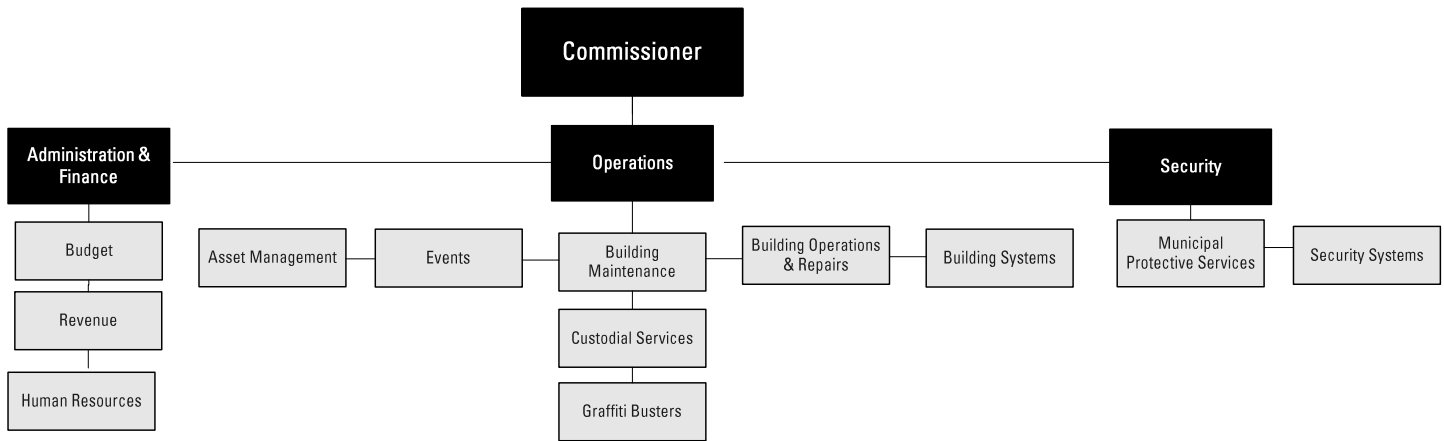 Commissioner
Administration &
Finance
Operations
Security
Budget
Revenue
Human Resources
Asset Management
Events
Building
Maintenance
Building Operations
& Repairs
Building Systems
Custodial Services
Graffiti Busters
Municipal
Protective Services
Security Systems